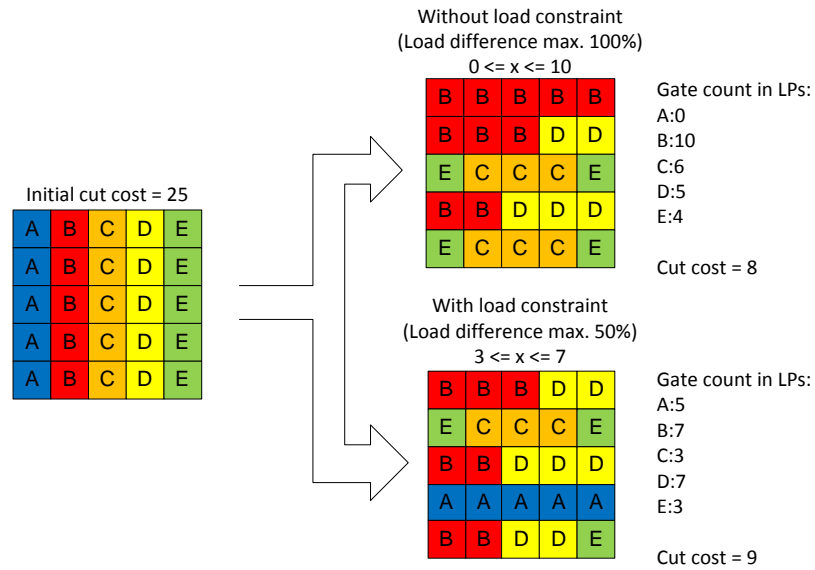 Initial cut cost = 25
A B C D E
A B C D E
A B C D E
A B C D E
A B C D E
Without load constraint
(Load difference max. 100%)
0 <= x <= 10
B B B B B
B B B D D
E C C C E
B B D D D
E C C C E
Gate count in LPs:
A:0
B:10
C:6
D:5
E:4
Cut cost = 8
With load constraint
(Load difference max. 50%)
3 <= x <= 7
B B B D D
E C C C E
B B D D D
A A A A A
B B D D E
Gate count in LPs:
A:5
B:7
C:3
D:7
E:3
Cut cost = 9